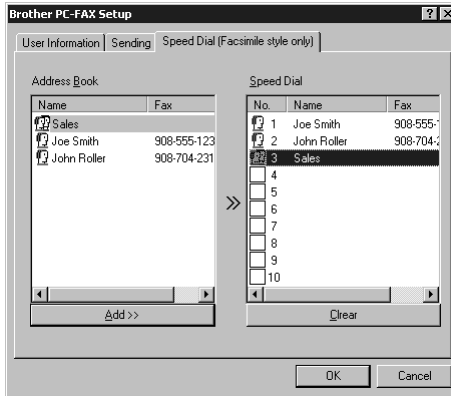 Brother PC-FAX Setup
User Information Sending Speed Dial (Facsimile style only)
Address Book
Name Fax
Sales
Joe Smith 908-555-123
John Roller 908-704-231
Add >>
Speed Dial
No. Name Fax
1 Joe Smith 908-555-
2 John Roller 908-704-
3 Sales
4
5
6
7
8
9
10
Clrear
OK Cancel